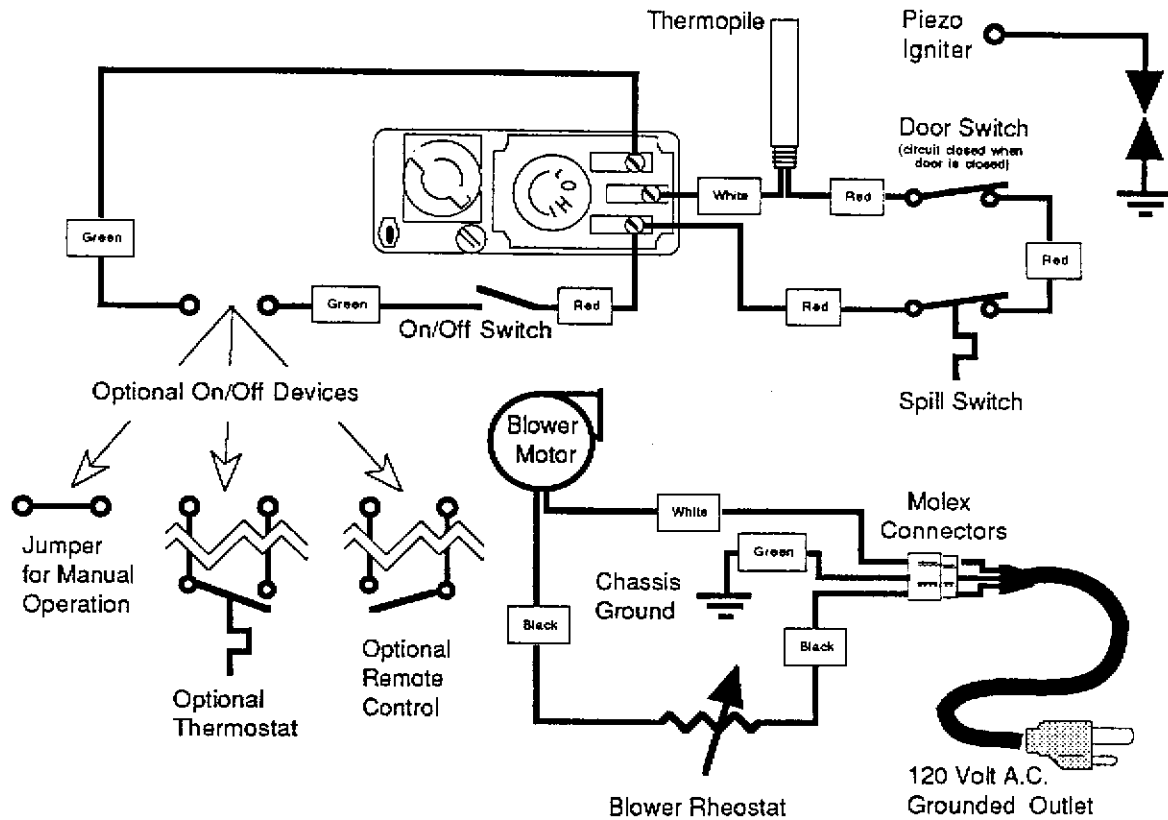 Thermopile
Piezo
Igniter
Door Switch
(circuit closed when
door is closed)
HI
LO
White
Red
Green
Red
Green
Red
Red
On/Off Switch
Spill Switch
Optional On/Off Devices
Blower
Motor
Jumper
for Manual
Operation
Optional
Thermostat
Optional
Remote
Control
White
Molex
Connectors
Green
Chassis
Ground
Black
Black
Blower Rheostat
120 Volt A.C.
Grounded Outlet